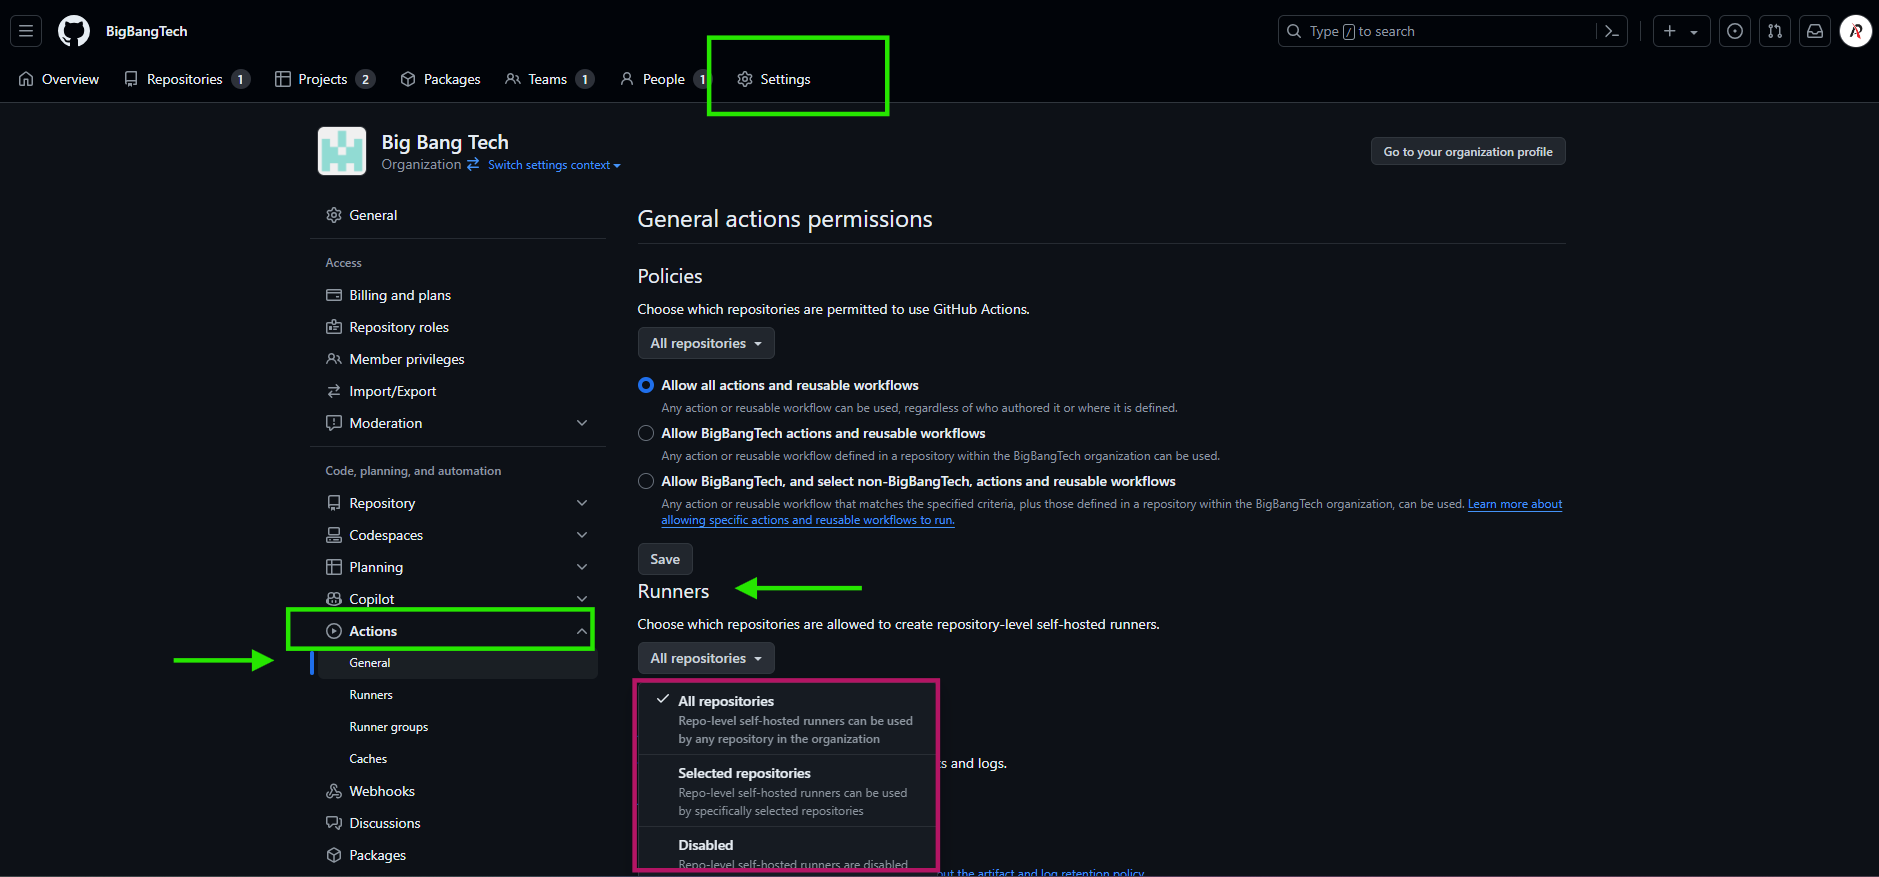 BigBangTech
Type / to search
Overview
Repositories 1
Projects 2
Packages
Teams 1
People 1
Settings
Big Bang Tech
Organization Switch settings context
Go to your organization profile
General
Access
Billing and plans
Repository roles
Member privileges
Import/Export
Moderation
Code, planning, and automation
Repository
Codespaces
Planning
Copilot
Actions
General
Runners
Runner groups
Caches
Webhooks
Discussions
Packages
General actions permissions
Policies
Choose which repositories are permitted to use GitHub Actions.
All repositories
Allow all actions and reusable workflows
Any action or reusable workflow can be used, regardless of who authored it or where it is defined.
Allow BigBangTech actions and reusable workflows
Any action or reusable workflow defined in a repository within the BigBangTech organization can be used.
Allow BigBangTech, and select non-BigBangTech, actions and reusable workflows
Any action or reusable workflow that matches the specified criteria, plus those defined in a repository within the BigBangTech organization, can be used. Learn more about
allowing specific actions and reusable workflows to run.
Save
Runners
Choose which repositories are allowed to create repository-level self-hosted runners.
All repositories
All repositories
Repo-level self-hosted runners can be used
by any repository in the organization
Selected repositories
Repo-level self-hosted runners can be used
by specifically selected repositories
Disabled
Repo-level self-hosted runners are disabled
and logs.
the artifact and log retention policy